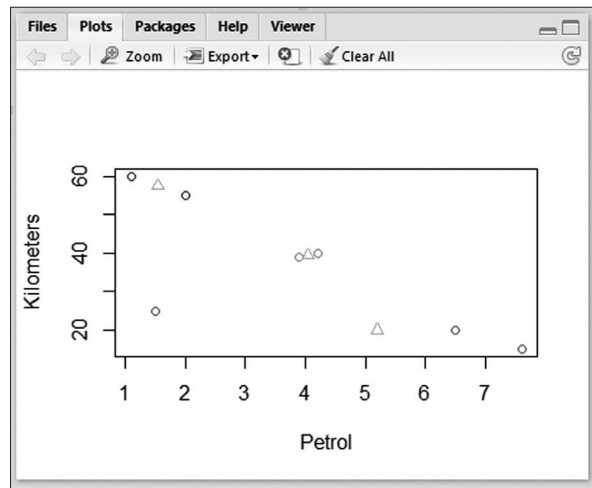 Files Plots Packages Help Viewer
Zoom Export Clear All
Kilometers
60
40
20
1 2 3 4 5 6 7
Petrol